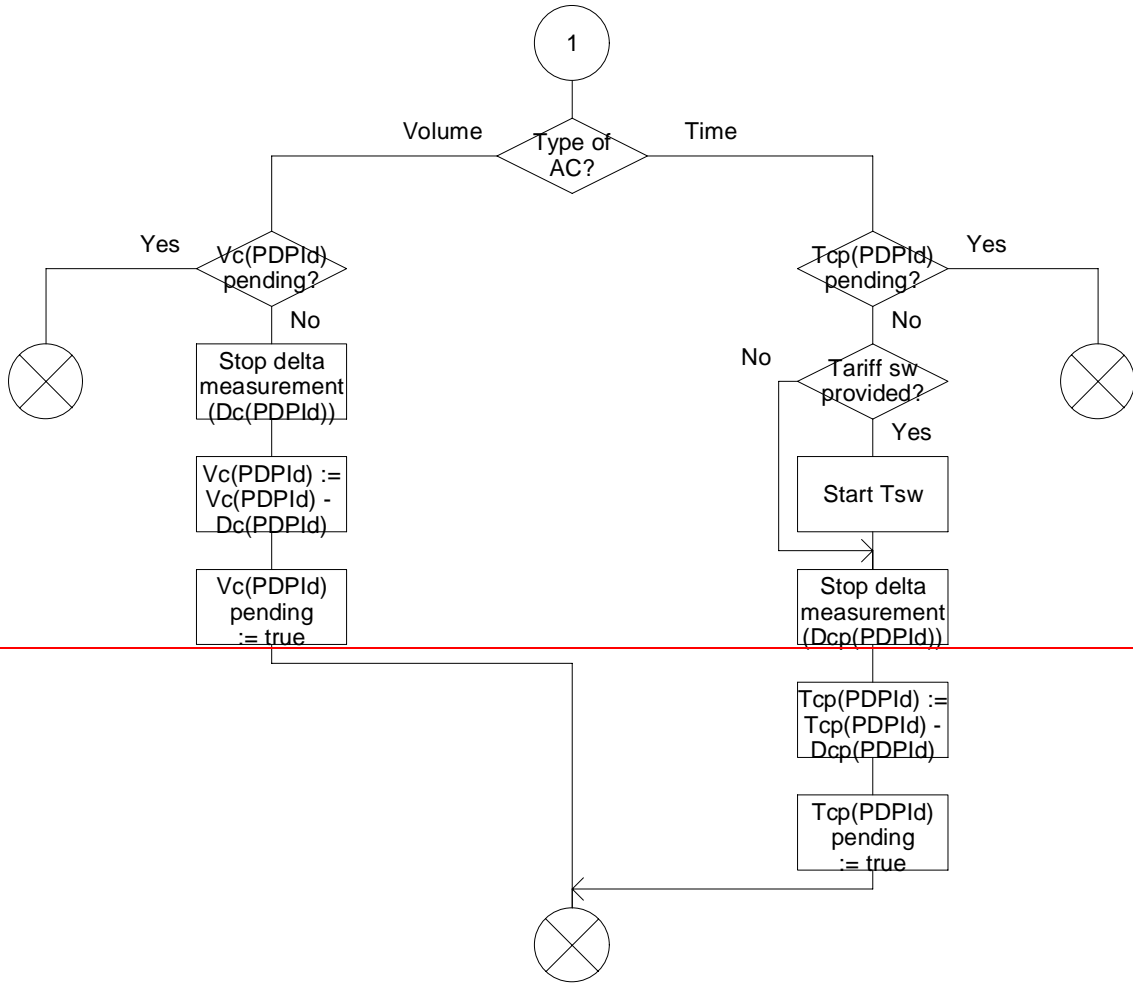 1
Volume
Type of
AC?
Time
Yes
Vc(PDPId)
pending?
No
Stop delta
measurement
(Dc(PDPId))
Vc(PDPId) :=
Vc(PDPId) -
Dc(PDPId)
Vc(PDPId)
pending
:= true
Tcp(PDPId)
pending?
Yes
No
No
Tariff sw
provided?
Yes
Start Tsw
Stop delta
measurement
(Dcp(PDPId))
Tcp(PDPId) :=
Tcp(PDPId) -
Dcp(PDPId)
Tcp(PDPId)
pending
:= true